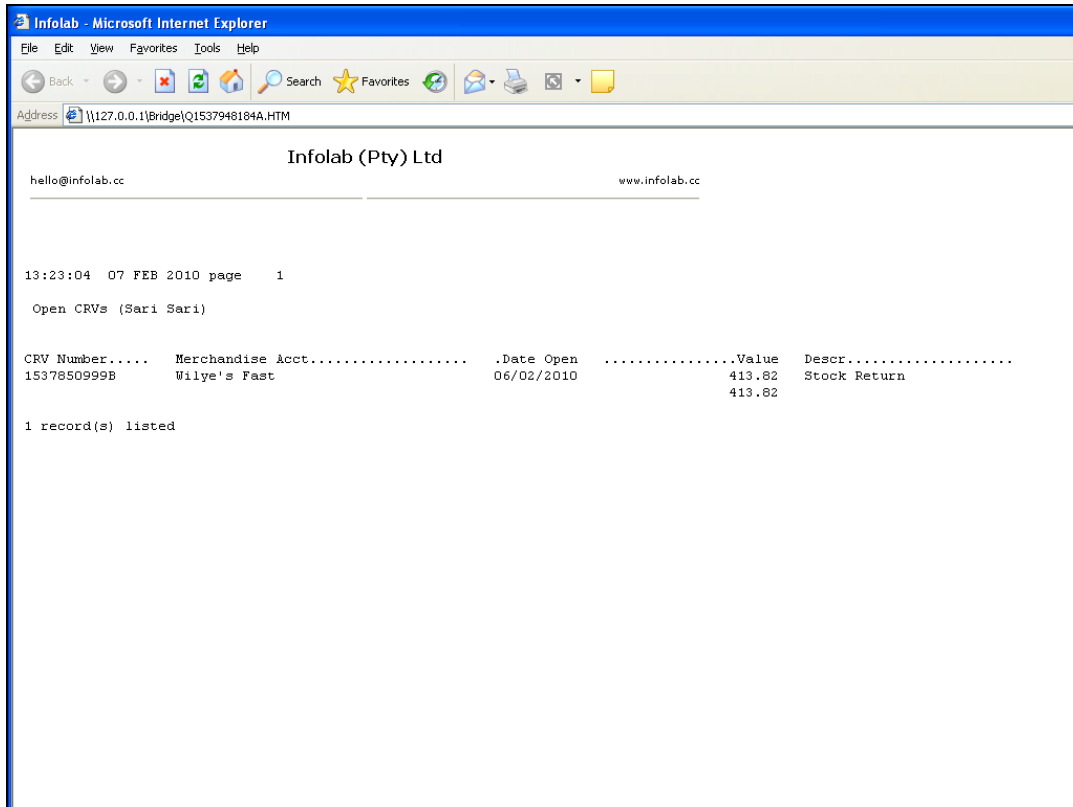 Infolab - Microsoft Internet Explorer
File Edit View Favorites Tools Help
Back Search Favorites
Address \\127.0.0.1\Bridge\Q1537948184A.HTM
Infolab (Pty) Ltd
hello@infolab.cc www.infolab.cc
13:23:04 07 FEB 2010 page 1
Open CRVs (Sari Sari)
CRV Number..... Merchandise Acct................... .Date Open ................Value Descr....................
1537850999B Wilye's Fast 06/02/2010 413.82 Stock Return
413.82
1 record(s) listed